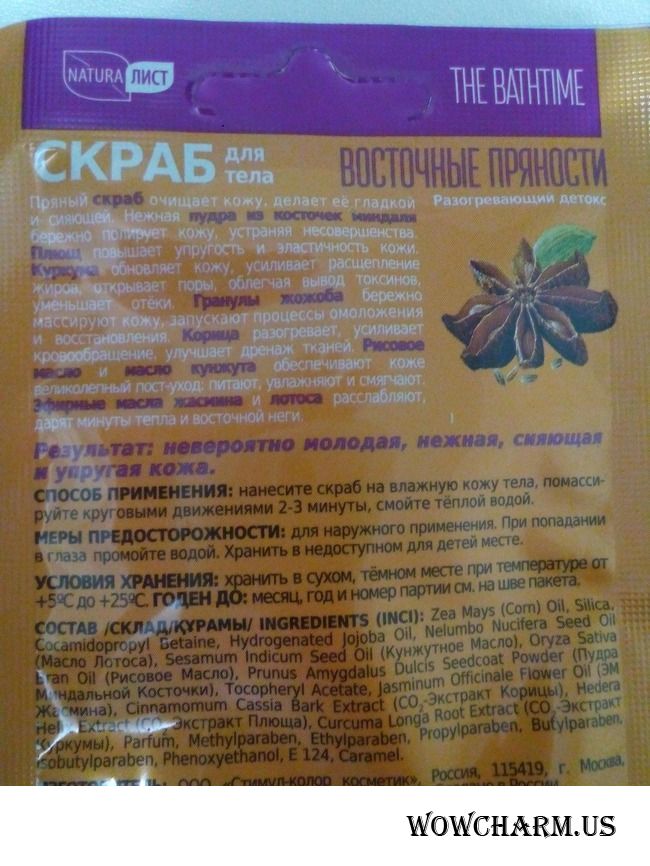 NATURA ЛИСТ
THE BATHTIME
СКРАБ для тела
ВОСТОЧНЫЕ ПРЯНОСТИ
Разогревающий детокс
Пряный скраб очищает кожу, делает её гладкой
и сияющей. Нежная пудра из косточек миндаля
бережно полирует кожу, устраняя несовершенства.
Плющ повышает упругость и эластичность кожи.
Куркума обновляет кожу, усиливает расщепление
жиров, открывает поры, облегчая вывод токсинов,
уменьшает отёки. Гранулы жожоба бережно
массируют кожу, запускают процессы омоложения
и восстановления. Корица разогревает, усиливает
кровообращение, улучшает дренаж тканей. Рисовое
масло и масло кунжута обеспечивают коже
великолепный пост-уход: питают, увлажняют и смягчают.
Эфирные масла жасмина и лотоса расслабляют,
дарят минуты тепла и восточной неги.
Результат: невероятно молодая, нежная, сияющая
и упругая кожа.
СПОСОБ ПРИМЕНЕНИЯ: нанесите скраб на влажную кожу тела, помасси-
руйте круговыми движениями 2-3 минуты, смойте тёплой водой.
МЕРЫ ПРЕДОСТОРОЖНОСТИ: для наружного применения. При попадании
в глаза промойте водой. Хранить в недоступном для детей месте.
УСЛОВИЯ ХРАНЕНИЯ: хранить в сухом, тёмном месте при температуре от
+5ºС до +25ºС. ГОДЕН ДО: месяц, год и номер партии см. на шве пакета.
СОСТАВ /СКЛАД/ҚҰРАМЫ/ INGREDIENTS (INCI): Zea Mays (Corn) Oil, Silica,
Cocamidopropyl Betaine, Hydrogenated Jojoba Oil, Nelumbo Nucifera Seed Oil
(Масло Лотоса), Sesamum Indicum Seed Oil (Кунжутное Масло), Oryza Sativa
Bran Oil (Рисовое Масло), Prunus Amygdalus Dulcis Seedcoat Powder (Пудра
Миндальной Косточки), Tocopheryl Acetate, Jasminum Officinale Flower Oil (ЭМ
Жасмина), Cinnamomum Cassia Bark Extract (CO2-Экстракт Корицы), Hedera
Helix Extract (CO2-Экстракт Плюща), Curcuma Longa Root Extract (CO2-Экстракт
Куркумы), Parfum, Methylparaben, Ethylparaben, Propylparaben, Butylparaben,
Isobutylparaben, Phenoxyethanol, E 124, Caramel.
ИЗГОТОВИТЕЛЬ: ООО «Стимул-колор косметик», Россия, 115419, г. Москва,
WOWCHARM.US